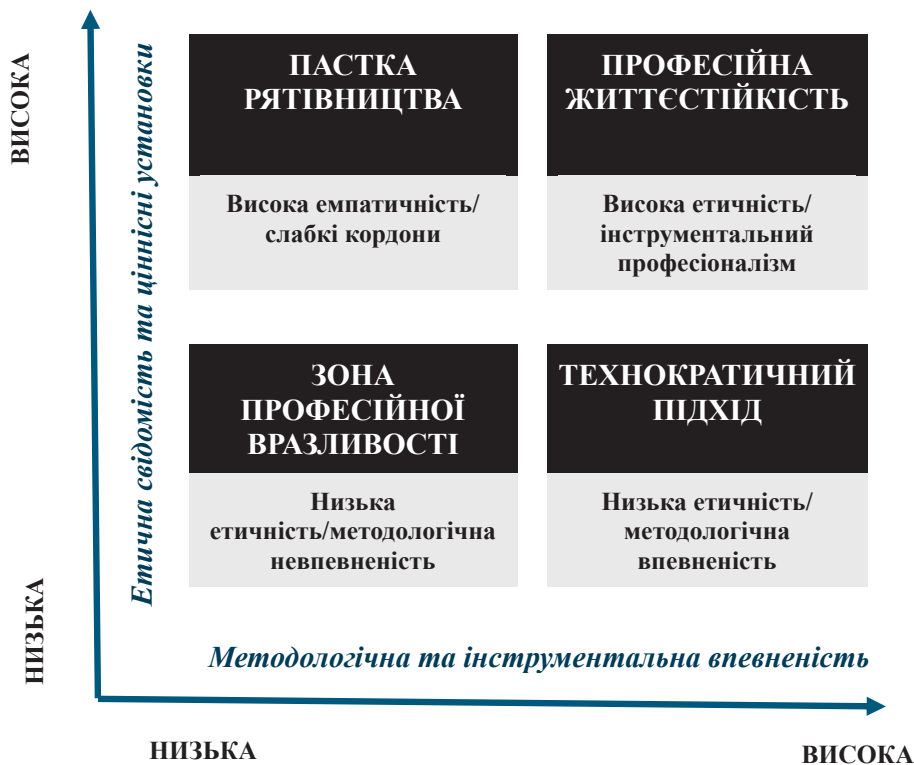 ВИСОКА
Етична свідомість та ціннісні установки
НИЗЬКА
ПАСТКА
РЯТІВНИЦТВА
Висока емпатичність/
слабкі кордони
ПРОФЕСІЙНА
ЖИТТЄСТІЙКІСТЬ
Висока етичність/
інструментальний
професіоналізм
ЗОНА
ПРОФЕСІЙНОЇ
ВРАЗЛИВОСТІ
Низька
етичність/методологічна
невпевненість
ТЕХНОКРАТИЧНИЙ
ПІДХІД
Низька етичність/
методологічна
впевненість
Методологічна та інструментальна впевненість
НИЗЬКА
ВИСОКА